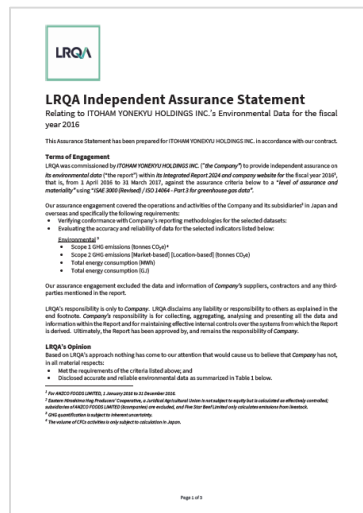 LRQA
LRQA Independent Assurance Statement
Relating to ITOHAM YONEKYU HOLDINGS INC.'s Environmental Data for the fiscal
year 2016
This Assurance Statement has been prepared for ITOHAM YONEKYU HOLDINGS INC. in accordance with our contract.
Terms of Engagement
LRQA was commissioned by ITOHAM YONEKYU HOLDINGS INC. ("the Company") to provide independent assurance on
its environmental data ("the report") within its Integrated Report 2024 and company website for the fiscal year 2016¹,
that is, from 1 April 2016 to 31 March 2017, against the assurance criteria below to a "level of assurance and
materiality" using "ISAE 3000 (Revised) / ISO 14064 - Part 3 for greenhouse gas data".
Our assurance engagement covered the operations and activities of the Company and its subsidiaries² in Japan and
overseas and specifically the following requirements:
• Verifying conformance with Company's reporting methodologies for the selected datasets:
• Evaluating the accuracy and reliability of data for the selected indicators listed below:
Environmental ³
• Scope 1 GHG emissions (tonnes CO₂e)⁴
• Scope 2 GHG emissions [Market-based] [Location-based] (tonnes CO₂e)
• Total energy consumption (MWh)
• Total energy consumption (GJ)
Our assurance engagement excluded the data and information of Company's suppliers, contractors and any third-
parties mentioned in the report.
LRQA's responsibility is only to Company. LRQA disclaims any liability or responsibility to others as explained in the
end footnote. Company's responsibility is for collecting, aggregating, analysing and presenting all the data and
information within the Report and for maintaining effective internal controls over the systems from which the Report
is derived. Ultimately, the Report has been approved by, and remains the responsibility of Company.
LRQA's Opinion
Based on LRQA's approach nothing has come to our attention that would cause us to believe that Company has not,
in all material respects:
• Met the requirements of the criteria listed above; and
• Disclosed accurate and reliable environmental data as summarized in Table 1 below.
¹ For ANZCO FOODS LIMITED, 1 January 2016 to 31 December 2016.
² Eastern Hiroshima Hog Producers' Cooperative, a Juridical Agricultural Union is not subject to equity but is calculated as effectively controlled;
subsidiaries of ANZCO FOODS LIMITED (4companies) are excluded, and Five Star Beef Limited only calculates emissions from livestock.
³ GHG quantification is subject to inherent uncertainty.
⁴ The volume of CFCs activities is only subject to calculation in Japan.
Page 1 of 3